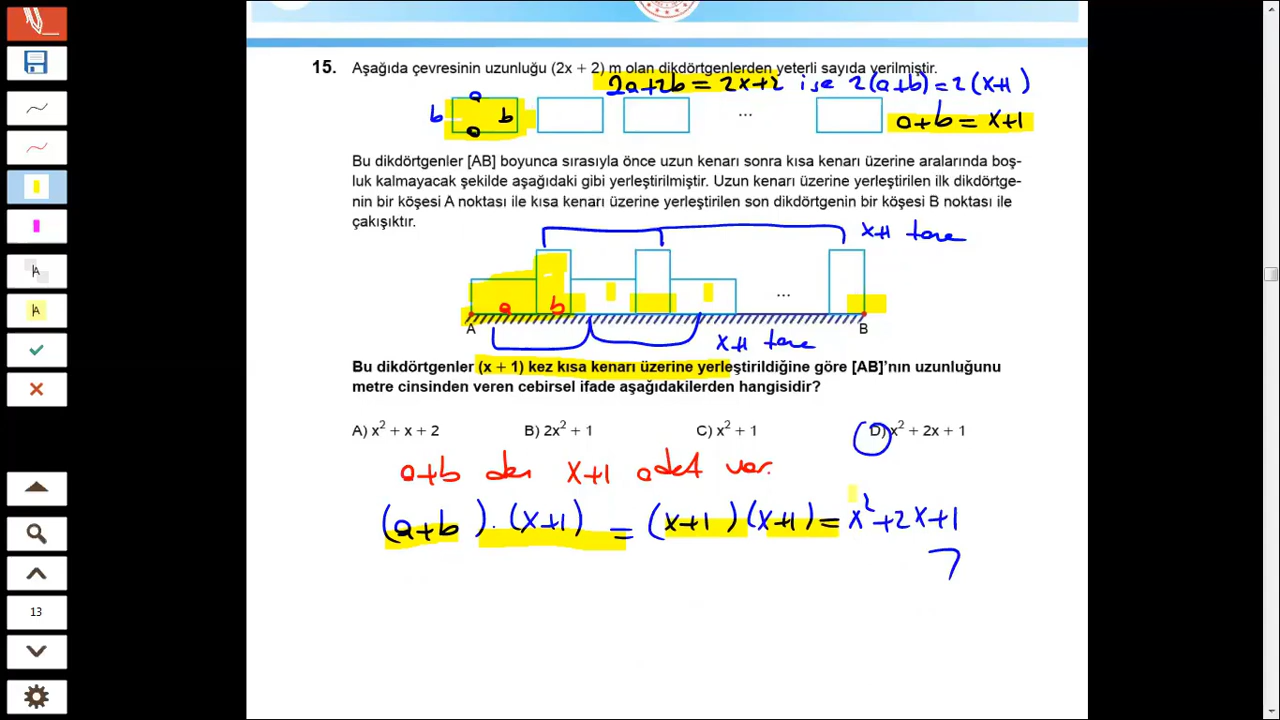 15. Aşağıda çevresinin uzunluğu (2x + 2) m olan dikdörtgenlerden yeterli sayıda verilmiştir.
2a+2b = 2x+2 ise 2(a+b) = 2(x+1)
a
b b ... a+b = x+1
a
Bu dikdörtgenler [AB] boyunca sırasıyla önce uzun kenarı sonra kısa kenarı üzerine aralarında boş-
luk kalmayacak şekilde aşağıdaki gibi yerleştirilmiştir. Uzun kenarı üzerine yerleştirilen ilk dikdörtge-
nin bir köşesi A noktası ile kısa kenarı üzerine yerleştirilen son dikdörtgenin bir köşesi B noktası ile
çakışıktır.
x+1 tane
...
a b
A B
x+1 tane
Bu dikdörtgenler (x + 1) kez kısa kenarı üzerine yerleştirildiğine göre [AB]'nın uzunluğunu
metre cinsinden veren cebirsel ifade aşağıdakilerden hangisidir?
A) x² + x + 2 B) 2x² + 1 C) x² + 1 D) x² + 2x + 1
a+b den x+1 adet var.
(a+b) . (x+1) = (x+1) (x+1) = x²+2x+1
13